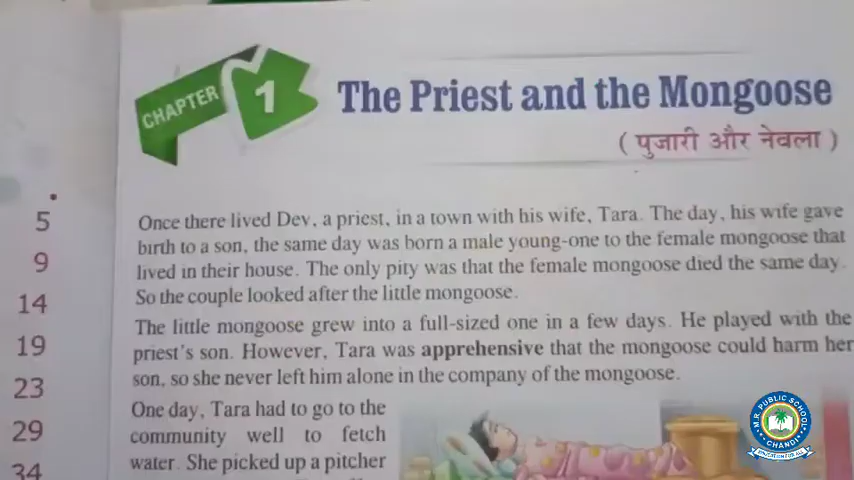 5
9
14
19
23
29
34
CHAPTER 1
The Priest and the Mongoose
( पुजारी और नेवला )
Once there lived Dev, a priest, in a town with his wife, Tara. The day, his wife gave
birth to a son, the same day was born a male young-one to the female mongoose that
lived in their house. The only pity was that the female mongoose died the same day.
So the couple looked after the little mongoose.
The little mongoose grew into a full-sized one in a few days. He played with the
priest's son. However, Tara was apprehensive that the mongoose could harm her
son, so she never left him alone in the company of the mongoose.
One day, Tara had to go to the
community well to fetch
water. She picked up a pitcher
M.R. PUBLIC SCHOOL
CHANDI
EDUCATION FOR ALL